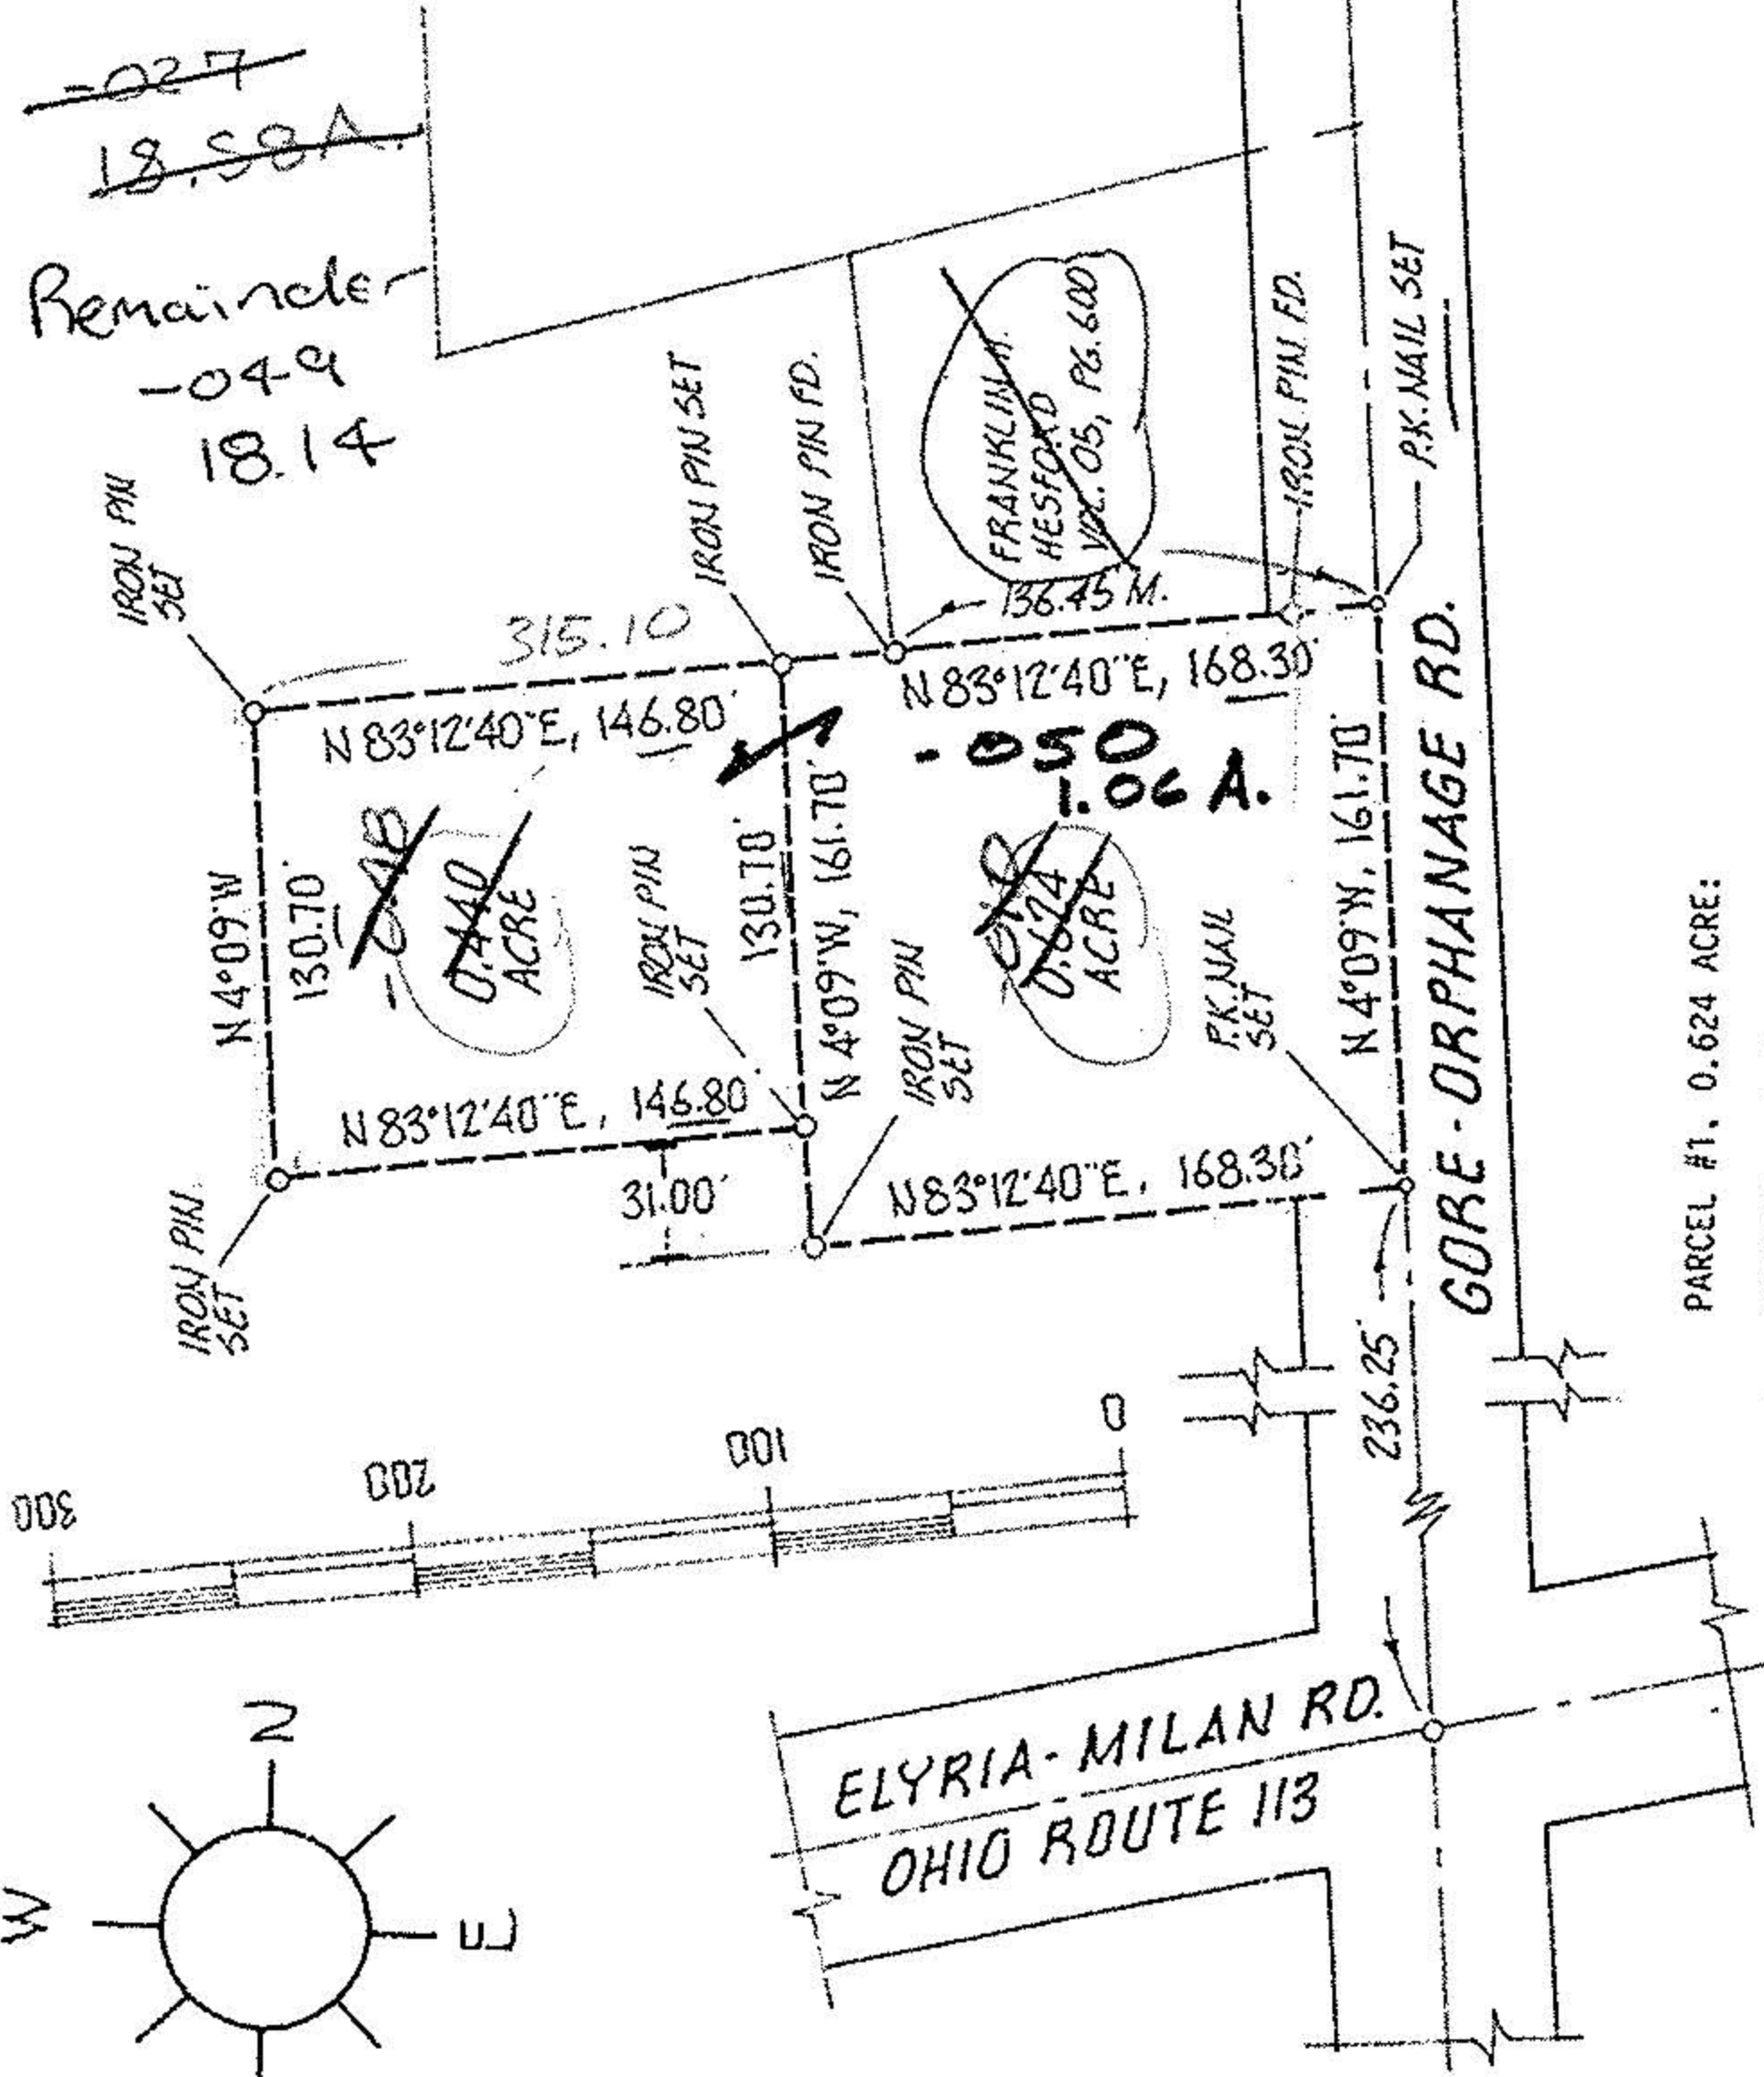 -027
18.58A.
Remainder
-049
18.14
IRON PIN
SET
315.10
IRON PIN SET
IRON PIN FD.
FRANKLIN
HESFORD
VOL. 05, PG. 600
136.45' M.
IRON PIN FD.
P.K. NAIL SET
N 83°12'40"E, 146.80'
N 83°12'40"E, 168.30'
-050
1.06 A.
N 4°09'W
130.70'
0.440
ACRE
IRON PIN
SET
130.70'
N 4°09'W, 161.70'
IRON PIN
SET
0.624
ACRE
P.K. NAIL
SET
N 4°09'W, 161.70'
GORE-ORPHANAGE RD.
N 83°12'40"E, 146.80'
31.00'
N 83°12'40"E, 168.30'
IRON PIN
SET
236.25'
PARCEL #1, 0.624 ACRE:
300
200
100
0
N
W
E
ELYRIA-MILAN RD.
OHIO ROUTE 113